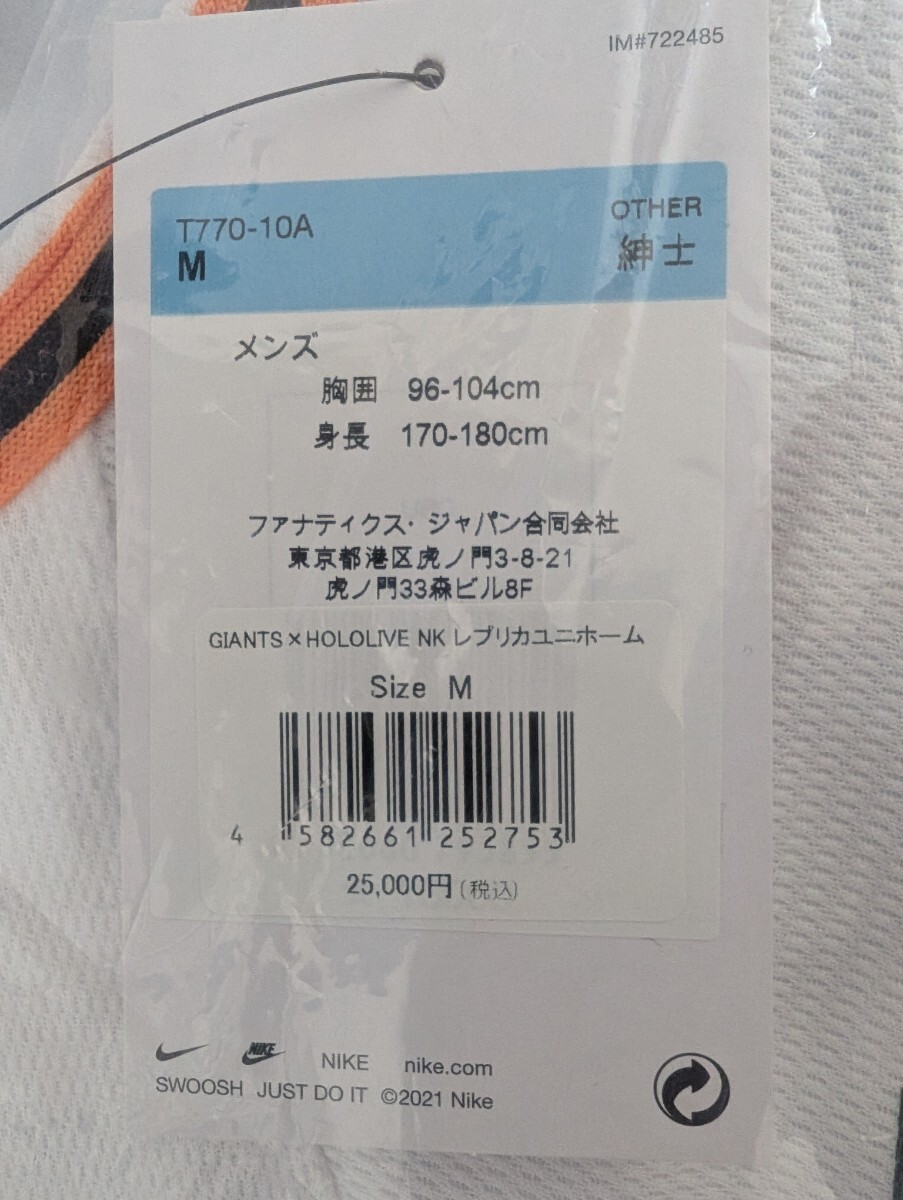 IM#722485
T770-10A
OTHER
M
紳士
メンズ
胸囲 96-104cm
身長 170-180cm
ファナティクス・ジャパン合同会社
東京都港区虎ノ門3-8-21
虎ノ門33森ビル8F
GIANTS×HOLOLIVE NK レプリカユニホーム
Size M
4 582661 252753
25,000円(税込)
NIKE NIKE nike.com
SWOOSH JUST DO IT ©2021 Nike